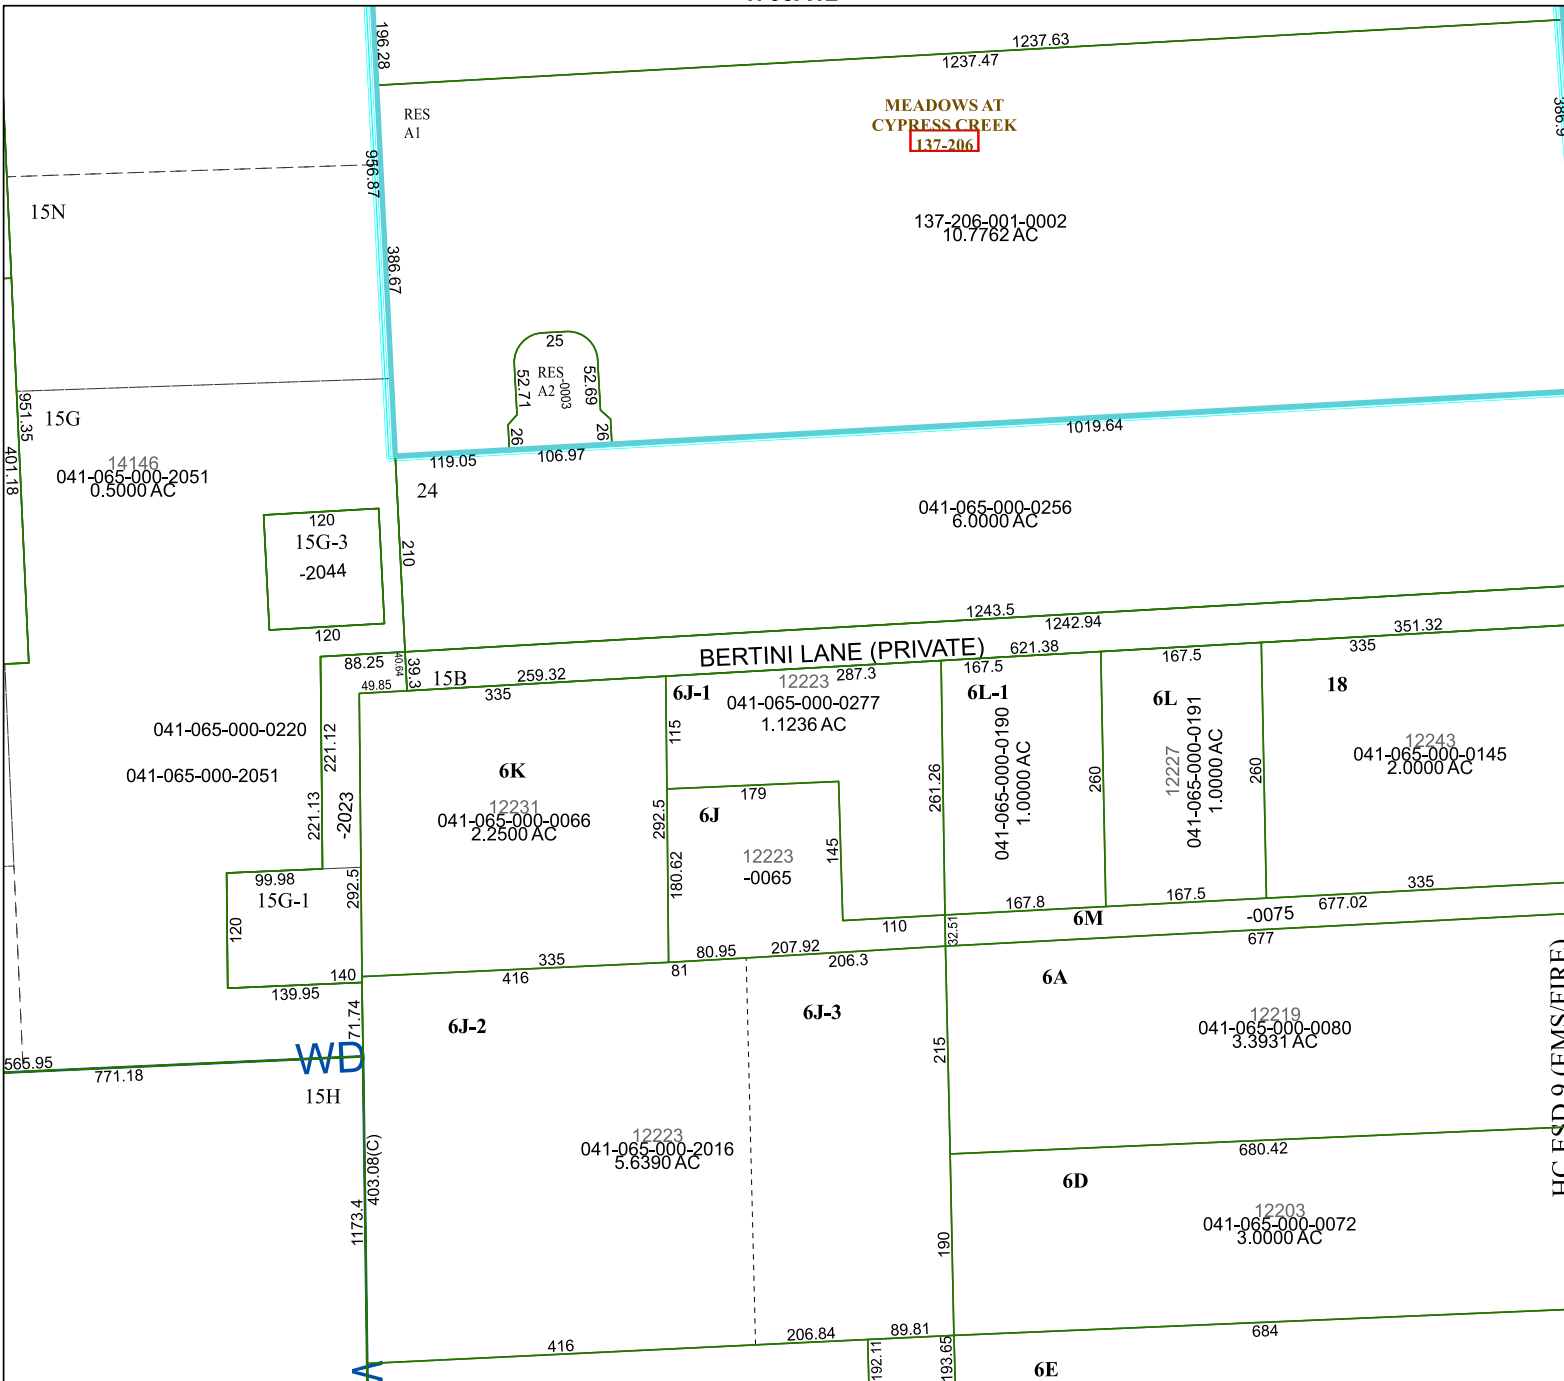 196.28
1237.63
1237.47
386.9
RES
A1
MEADOWS AT
CYPRESS CREEK
137-206
956.87
15N
137-206-001-0002
10.7762 AC
386.67
25
RES
A2
-0003
52.71
52.69
26
26
951.35
15G
401.18
119.05
106.97
1019.64
14146
041-065-000-2051
0.5000 AC
24
041-065-000-0256
6.0000 AC
120
15G-3
-2044
120
210
1243.5
1242.94
351.32
BERTINI LANE (PRIVATE)
88.25
40.64
39.3
15B
49.85
335
259.32
287.3
621.38
167.5
167.5
335
6J-1
12223
041-065-000-0277
1.1236 AC
115
6L-1
041-065-000-0190
1.0000 AC
6L
12227
041-065-000-0191
1.0000 AC
18
12243
041-065-000-0145
2.0000 AC
041-065-000-0220
041-065-000-2051
221.12
221.13
-2023
6K
12231
041-065-000-0066
2.2500 AC
292.5
292.5
180.62
179
6J
12223
-0065
145
261.26
260
260
99.98
15G-1
120
140
139.95
335
416
80.95
81
207.92
206.3
110
32.51
167.8
167.5
335
6M
-0075
677.02
677
71.74
6J-2
6J-3
6A
12219
041-065-000-0080
3.3931 AC
215
565.95
771.18
WD
15H
403.08(C)
1173.4
12223
041-065-000-2016
5.6390 AC
680.42
6D
12203
041-065-000-0072
3.0000 AC
190
HC ESD 9 (EMS/FIRE)
416
206.84
89.81
684
192.11
193.65
6E